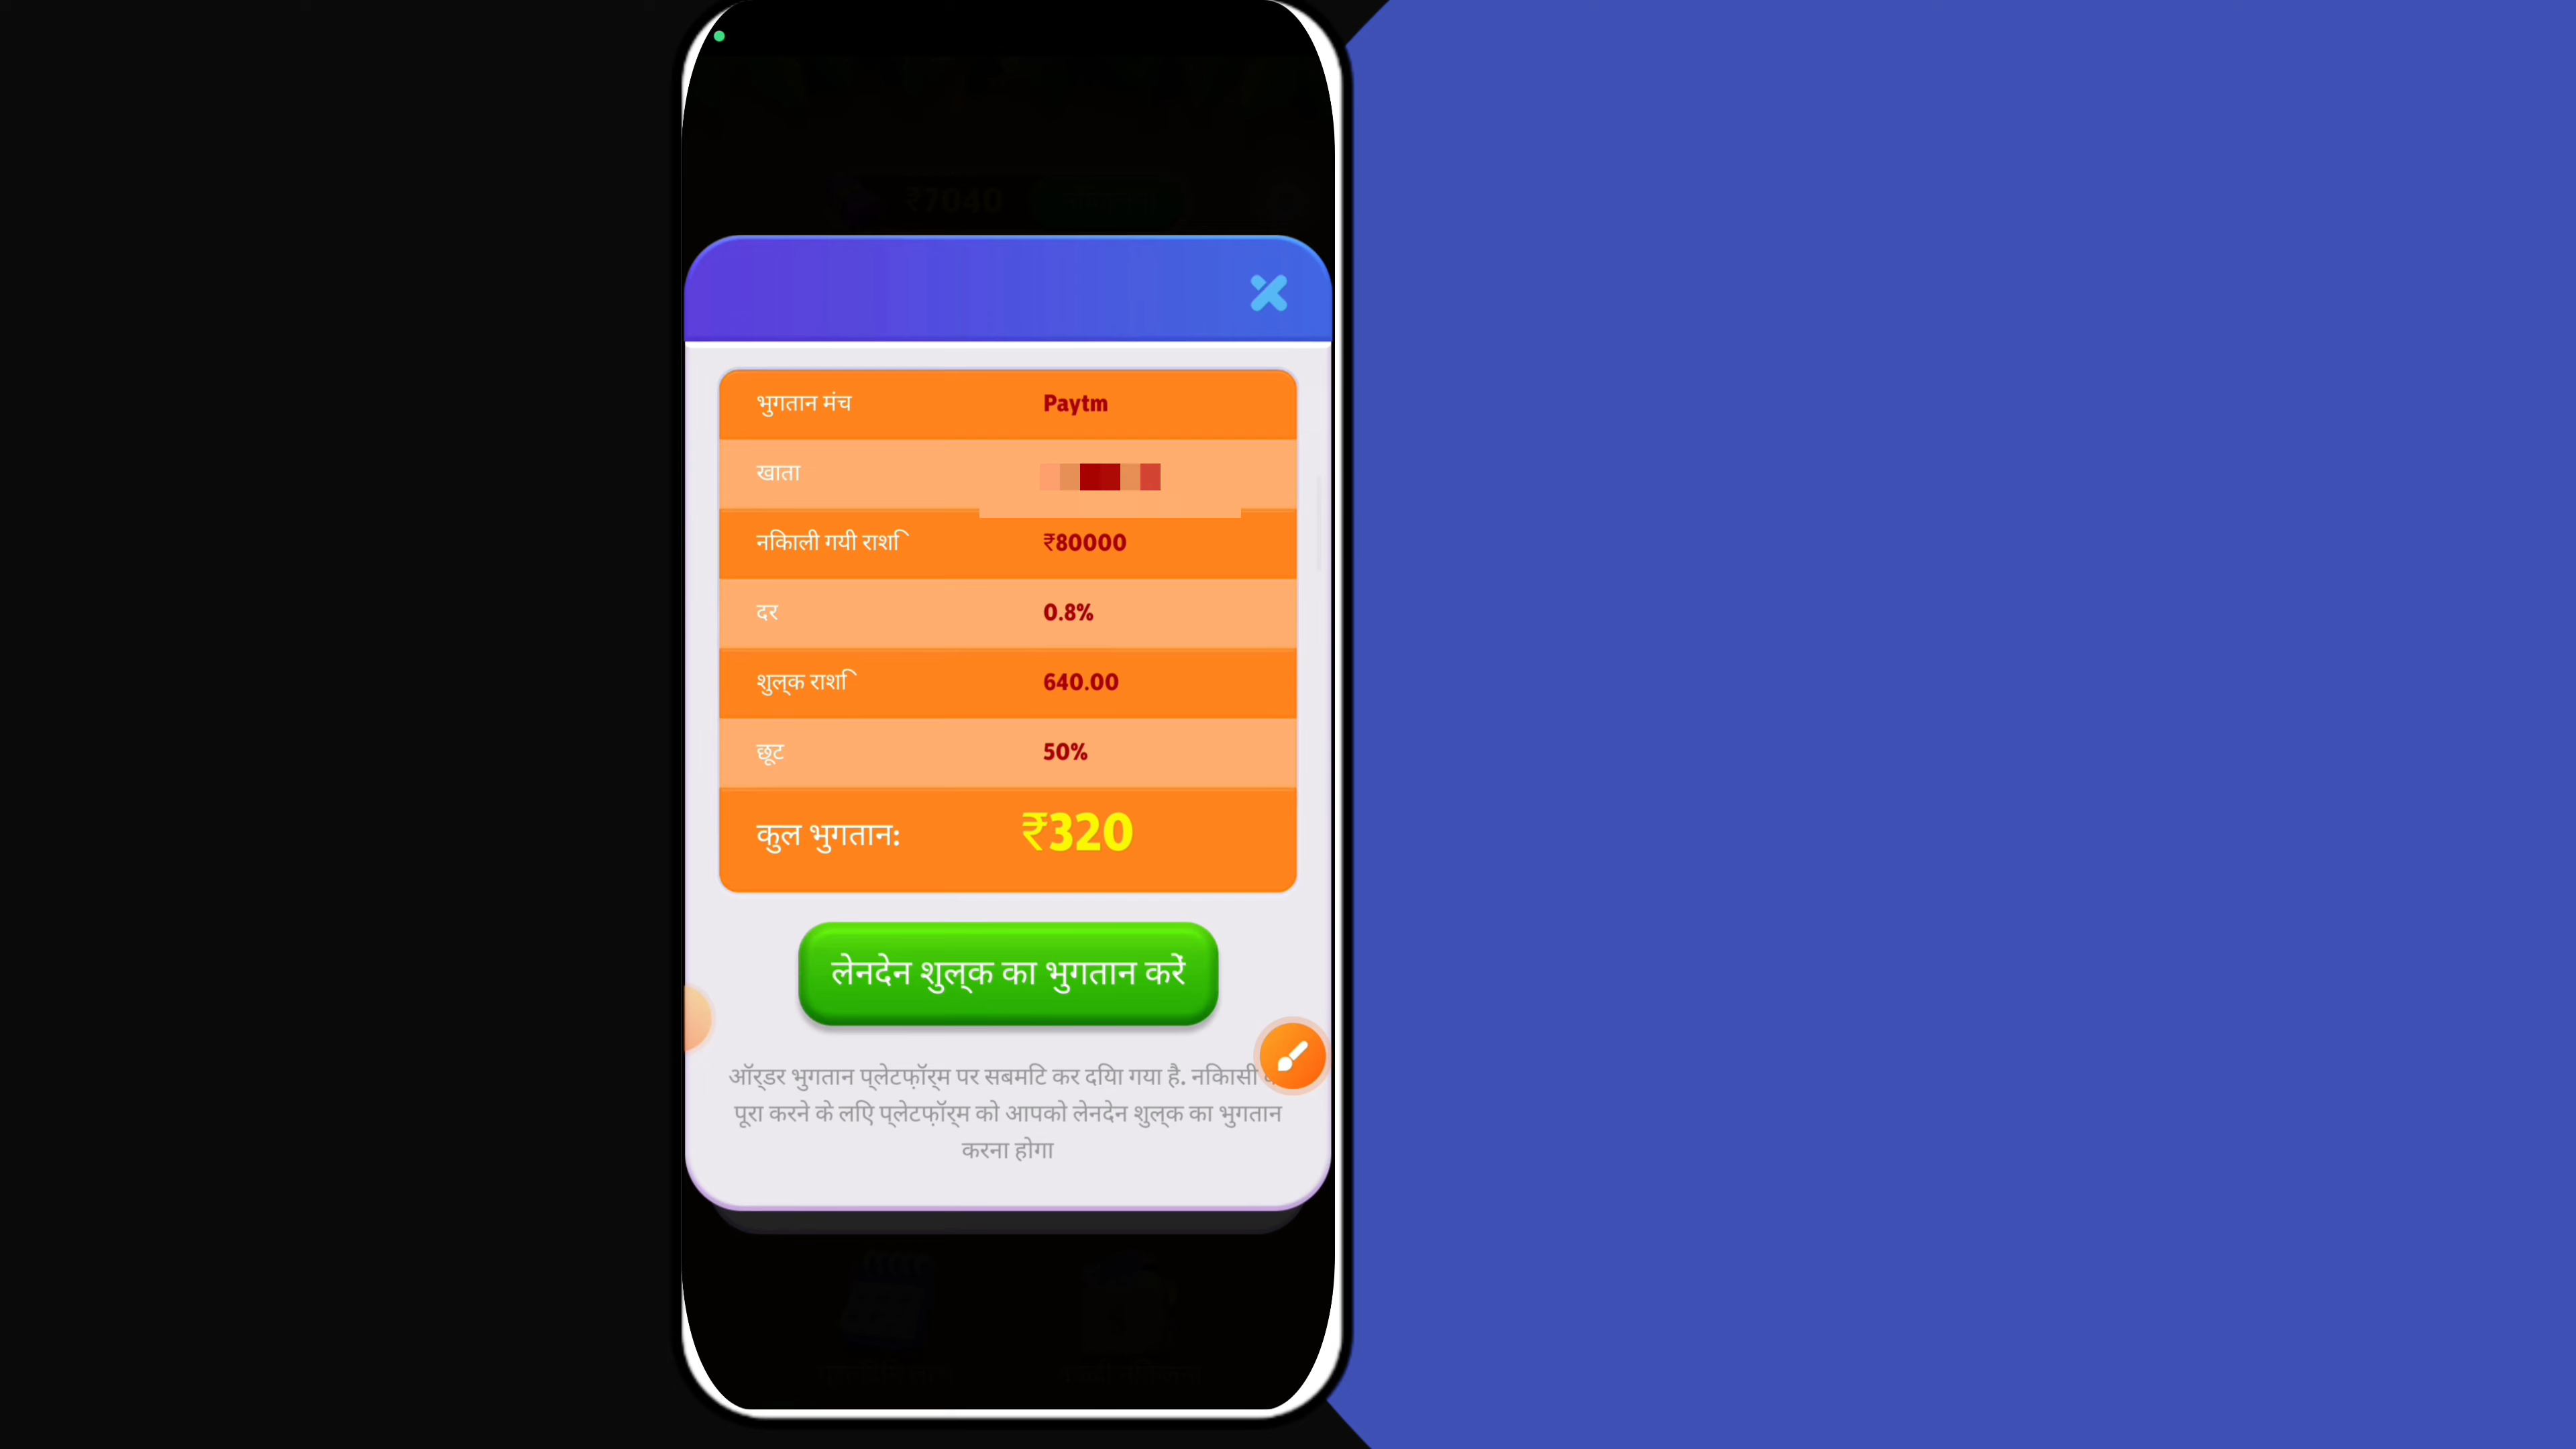 ₹7040
भुगतान मंच Paytm
खाता
निकाली गयी राशि ₹80000
दर 0.8%
शुल्क राशि 640.00
छूट 50%
कुल भुगतान: ₹320
लेनदेन शुल्क का भुगतान करें
ऑर्डर भुगतान प्लेटफ़ॉर्म पर सबमिट कर दिया गया है. निकासी
पूरा करने के लिए प्लेटफ़ॉर्म को आपको लेनदेन शुल्क का भुगतान
करना होगा